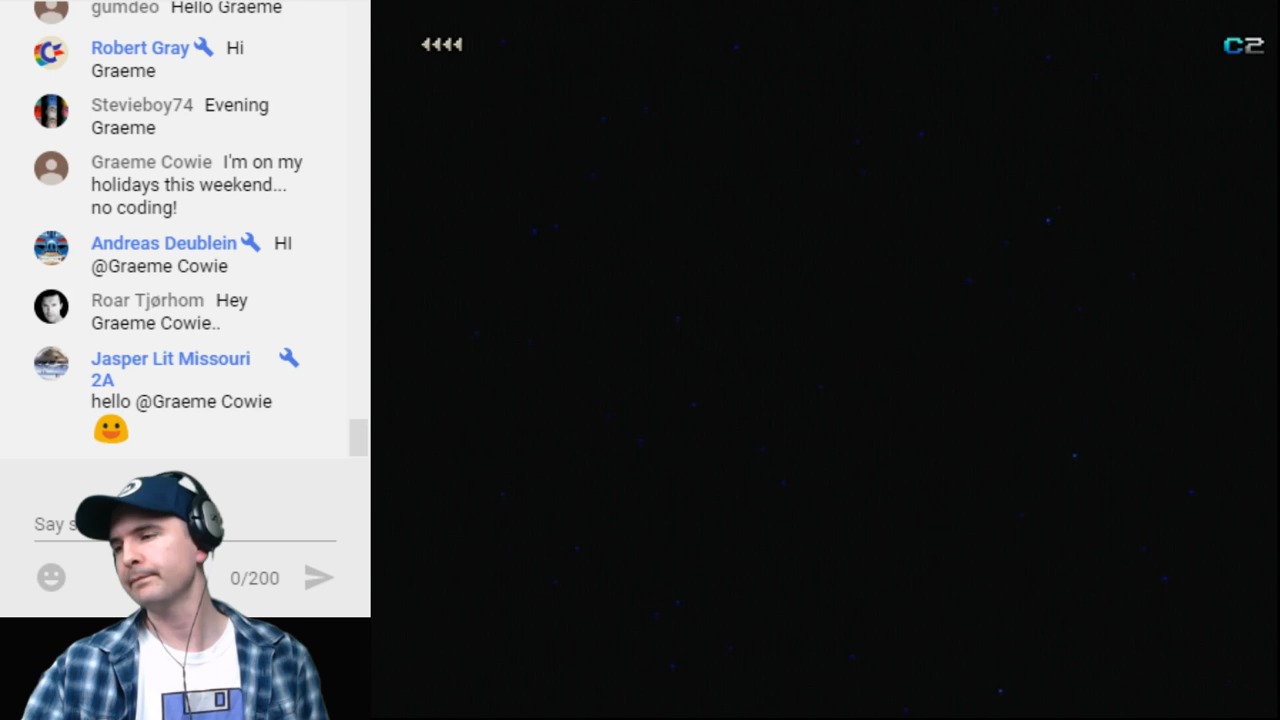 gumdeo Hello Graeme
Robert Gray Hi
Graeme
Stevieboy74 Evening
Graeme
Graeme Cowie I'm on my
holidays this weekend...
no coding!
Andreas Deublein HI
@Graeme Cowie
Roar Tjørhom Hey
Graeme Cowie..
Jasper Lit Missouri
2A
hello @Graeme Cowie
Say s
0/200
C2